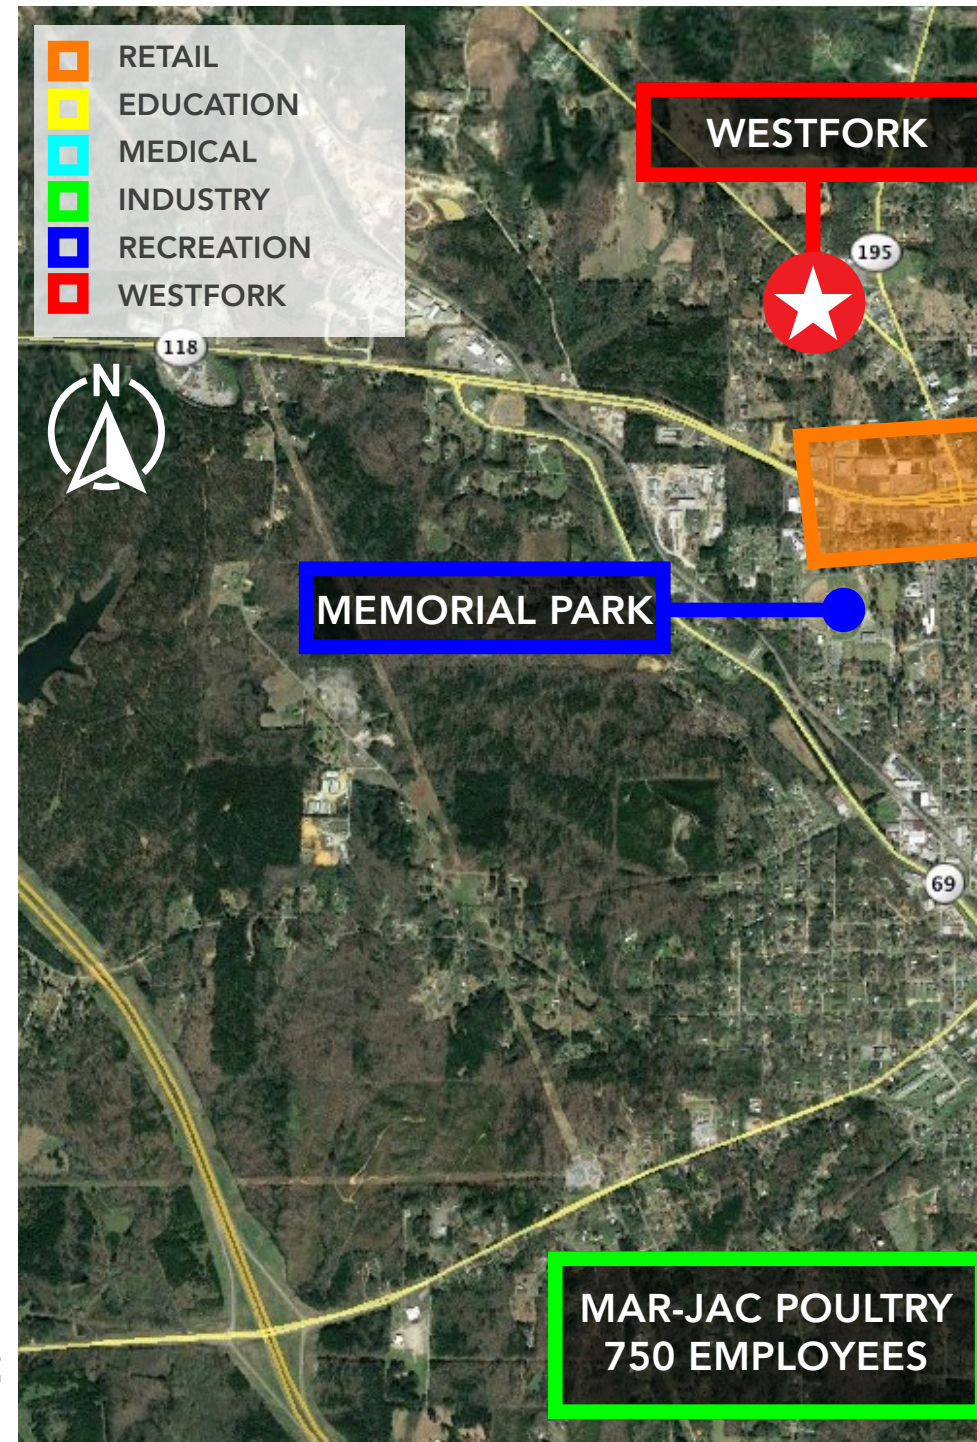 RETAIL
EDUCATION
MEDICAL
INDUSTRY
RECREATION
WESTFORK
WESTFORK
195
118
N
MEMORIAL PARK
69
MAR-JAC POULTRY
750 EMPLOYEES